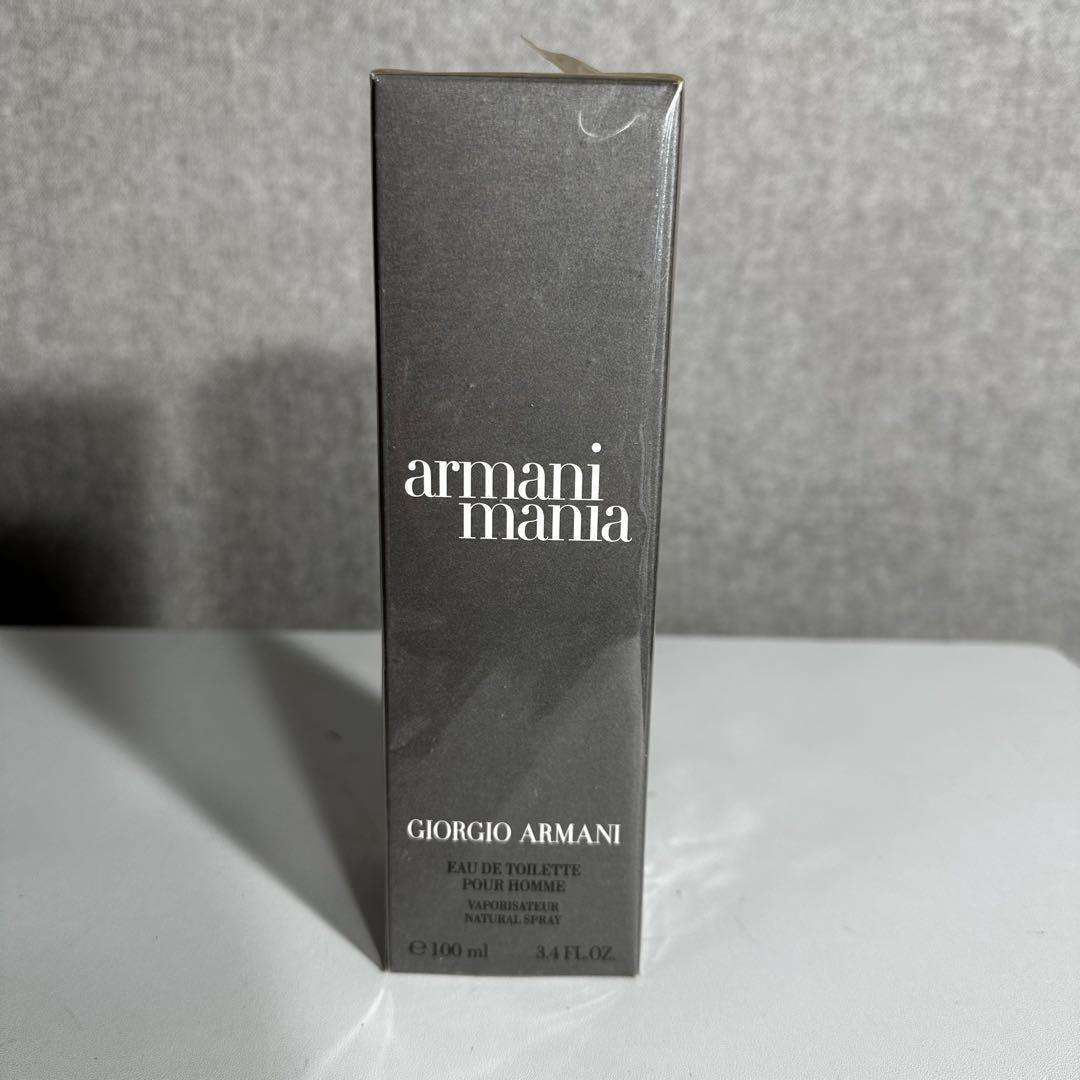 armani
mania
GIORGIO ARMANI
EAU DE TOILETTE
POUR HOMME
VAPORISATEUR
NATURAL SPRAY
℮ 100 ml 3.4 FL.OZ.